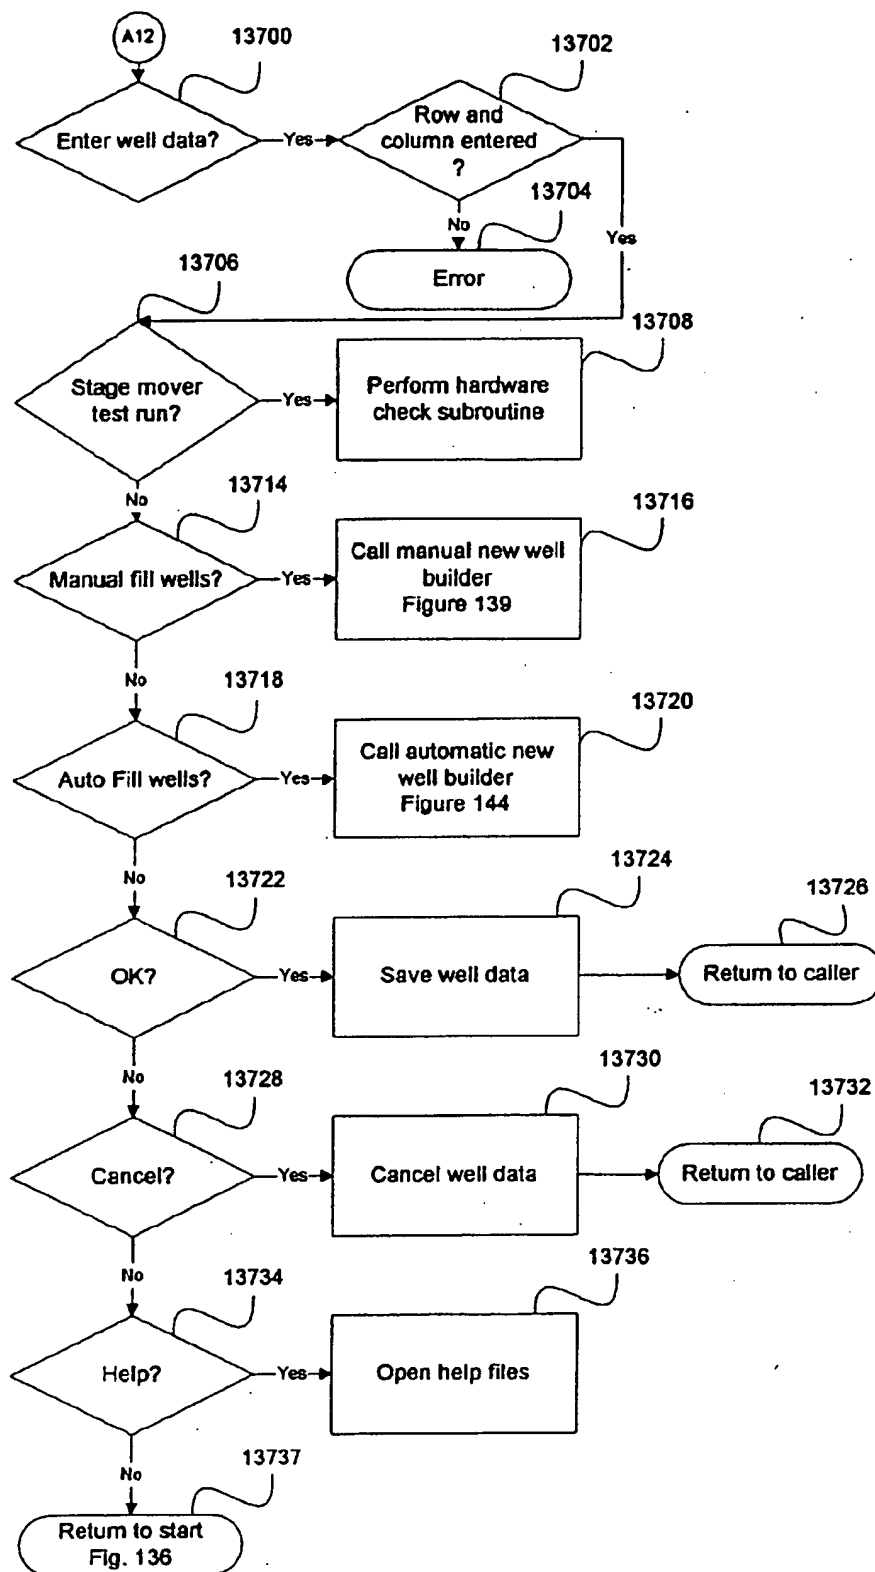 A12
13700
13702
Enter well data?
Yes
Row and
column entered
?
13704
No
Yes
Error
13706
13708
Stage mover
test run?
Yes
Perform hardware
check subroutine
No
13714
13716
Manual fill wells?
Yes
Call manual new well
builder
Figure 139
No
13718
13720
Auto Fill wells?
Yes
Call automatic new
well builder
Figure 144
No
13722
13724
13726
OK?
Yes
Save well data
Return to caller
No
13728
13730
13732
Cancel?
Yes
Cancel well data
Return to caller
No
13734
13736
Help?
Yes
Open help files
No
13737
Return to start
Fig. 136